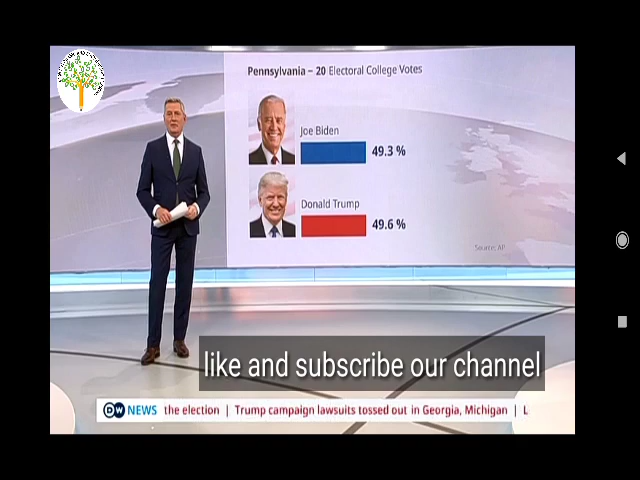 Pennsylvania – 20 Electoral College Votes
Joe Biden
49.3 %
Donald Trump
49.6 %
Source: AP
like and subscribe our channel
DW NEWS the election | Trump campaign lawsuits tossed out in Georgia, Michigan | L